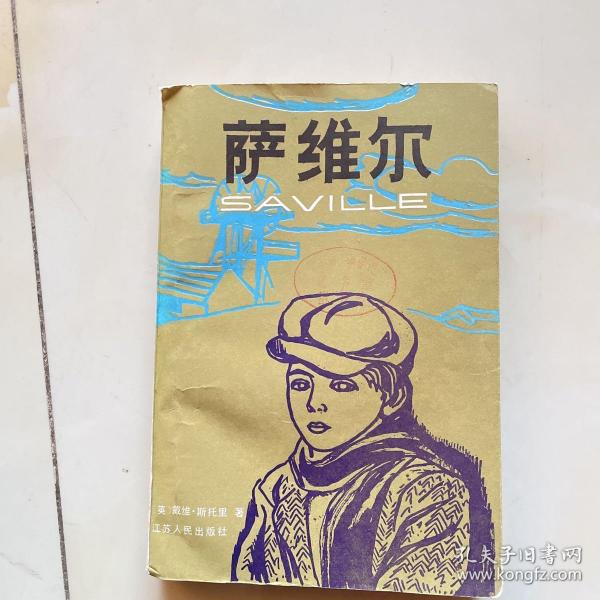 萨维尔
SAVILLE
英 戴维·斯托里 著
江苏人民出版社
孔夫子旧书网
www.kongfz.com